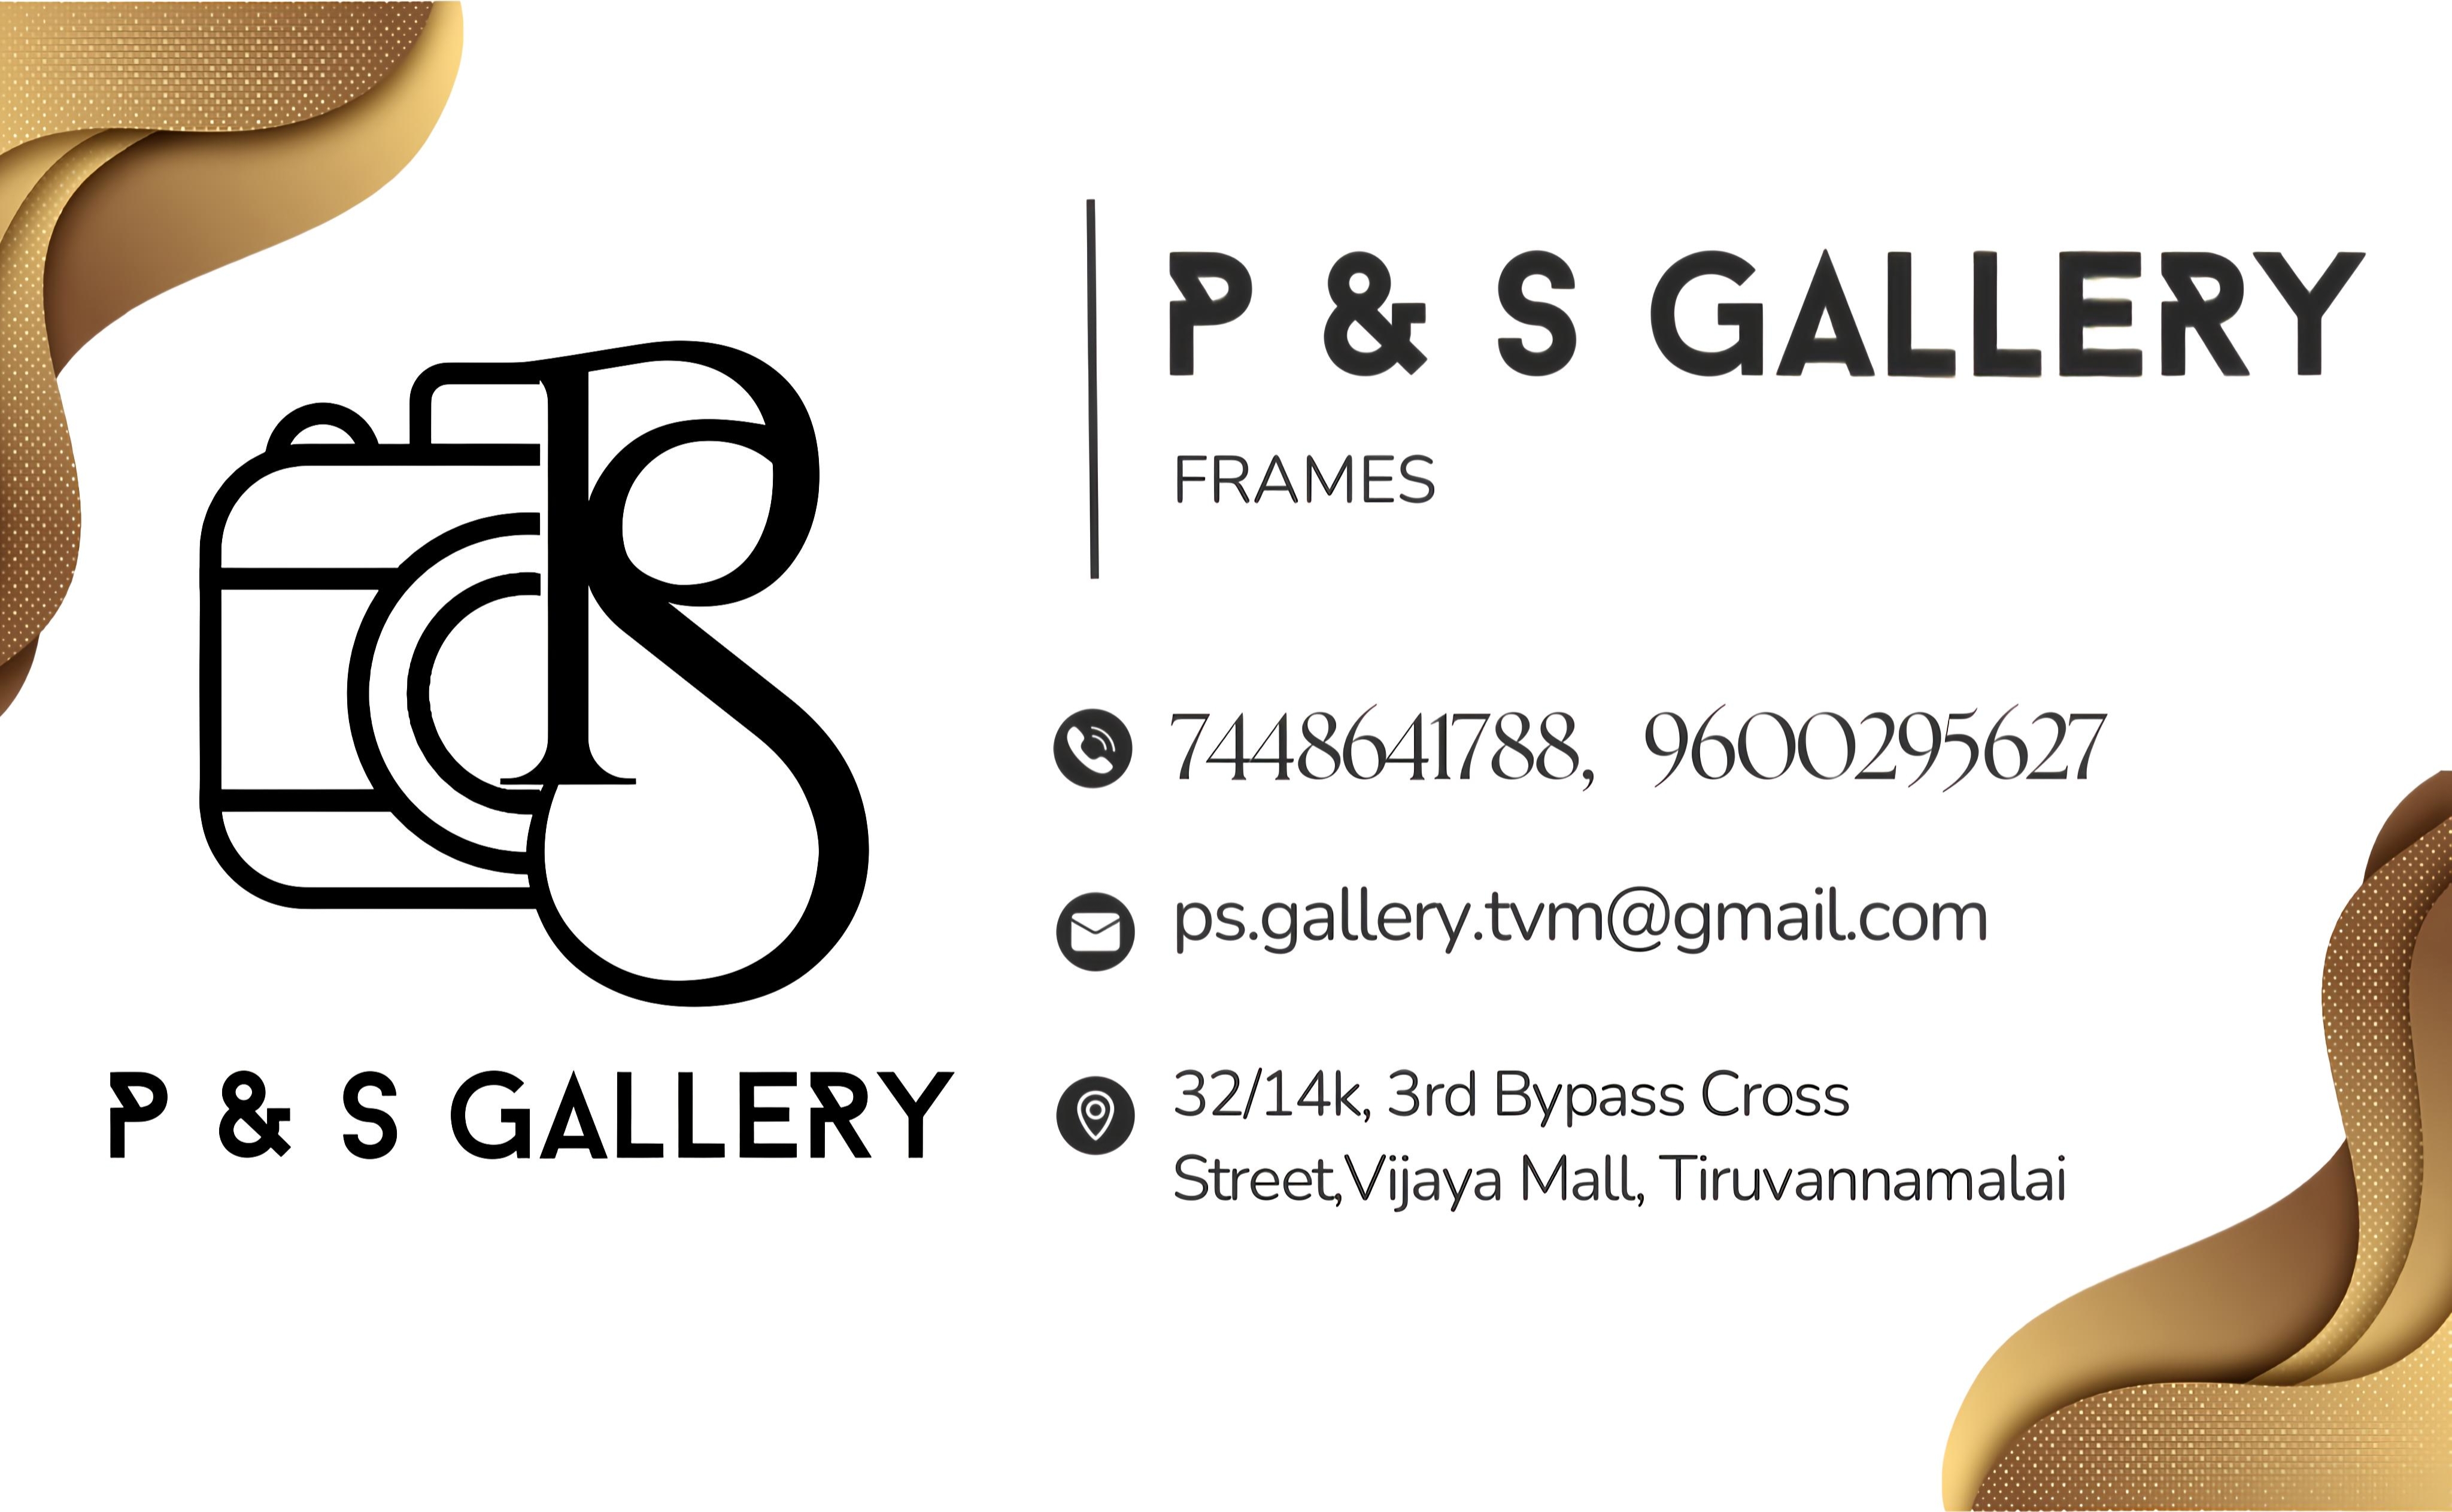 P & S GALLERY
P & S GALLERY
FRAMES
7448641788, 9600295627
ps.gallery.tvm@gmail.com
32/14k, 3rd Bypass Cross
Street,Vijaya Mall, Tiruvannamalai